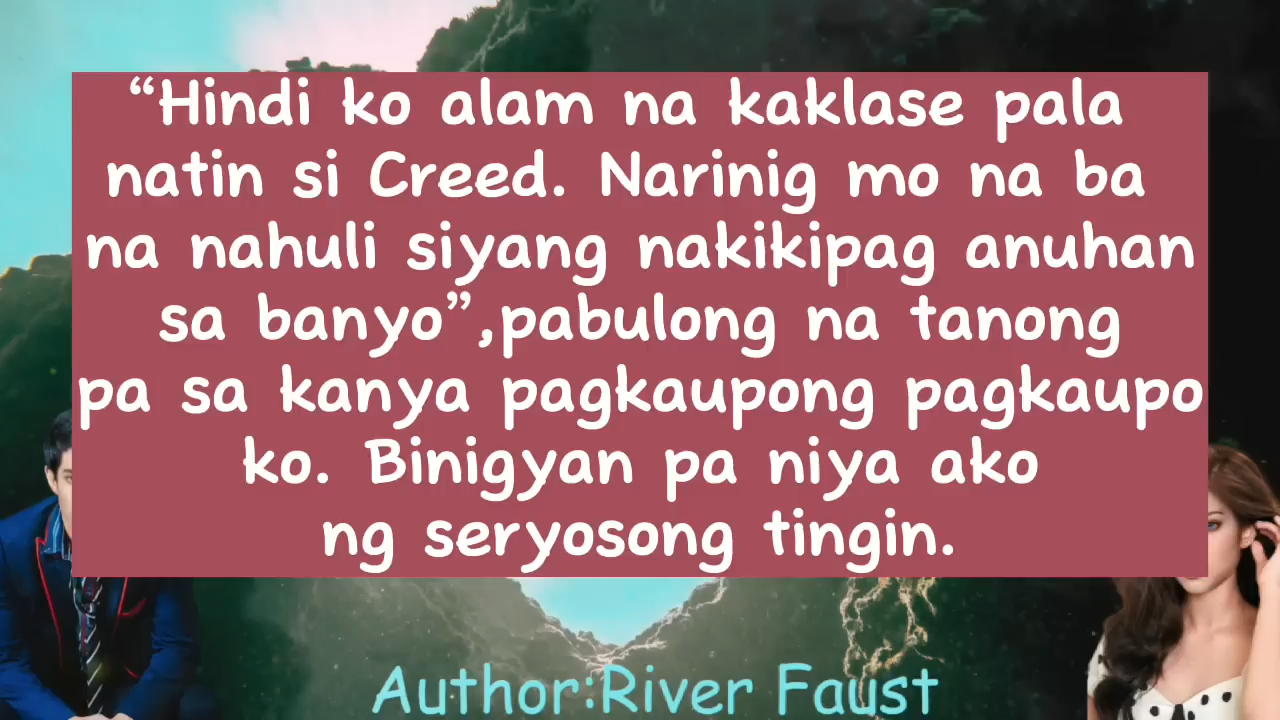 “Hindi ko alam na kaklase pala
natin si Creed. Narinig mo na ba
na nahuli siyang nakikipag anuhan
sa banyo”,pabulong na tanong
pa sa kanya pagkaupong pagkaupo
ko. Binigyan pa niya ako
ng seryosong tingin.
Author:River Faust